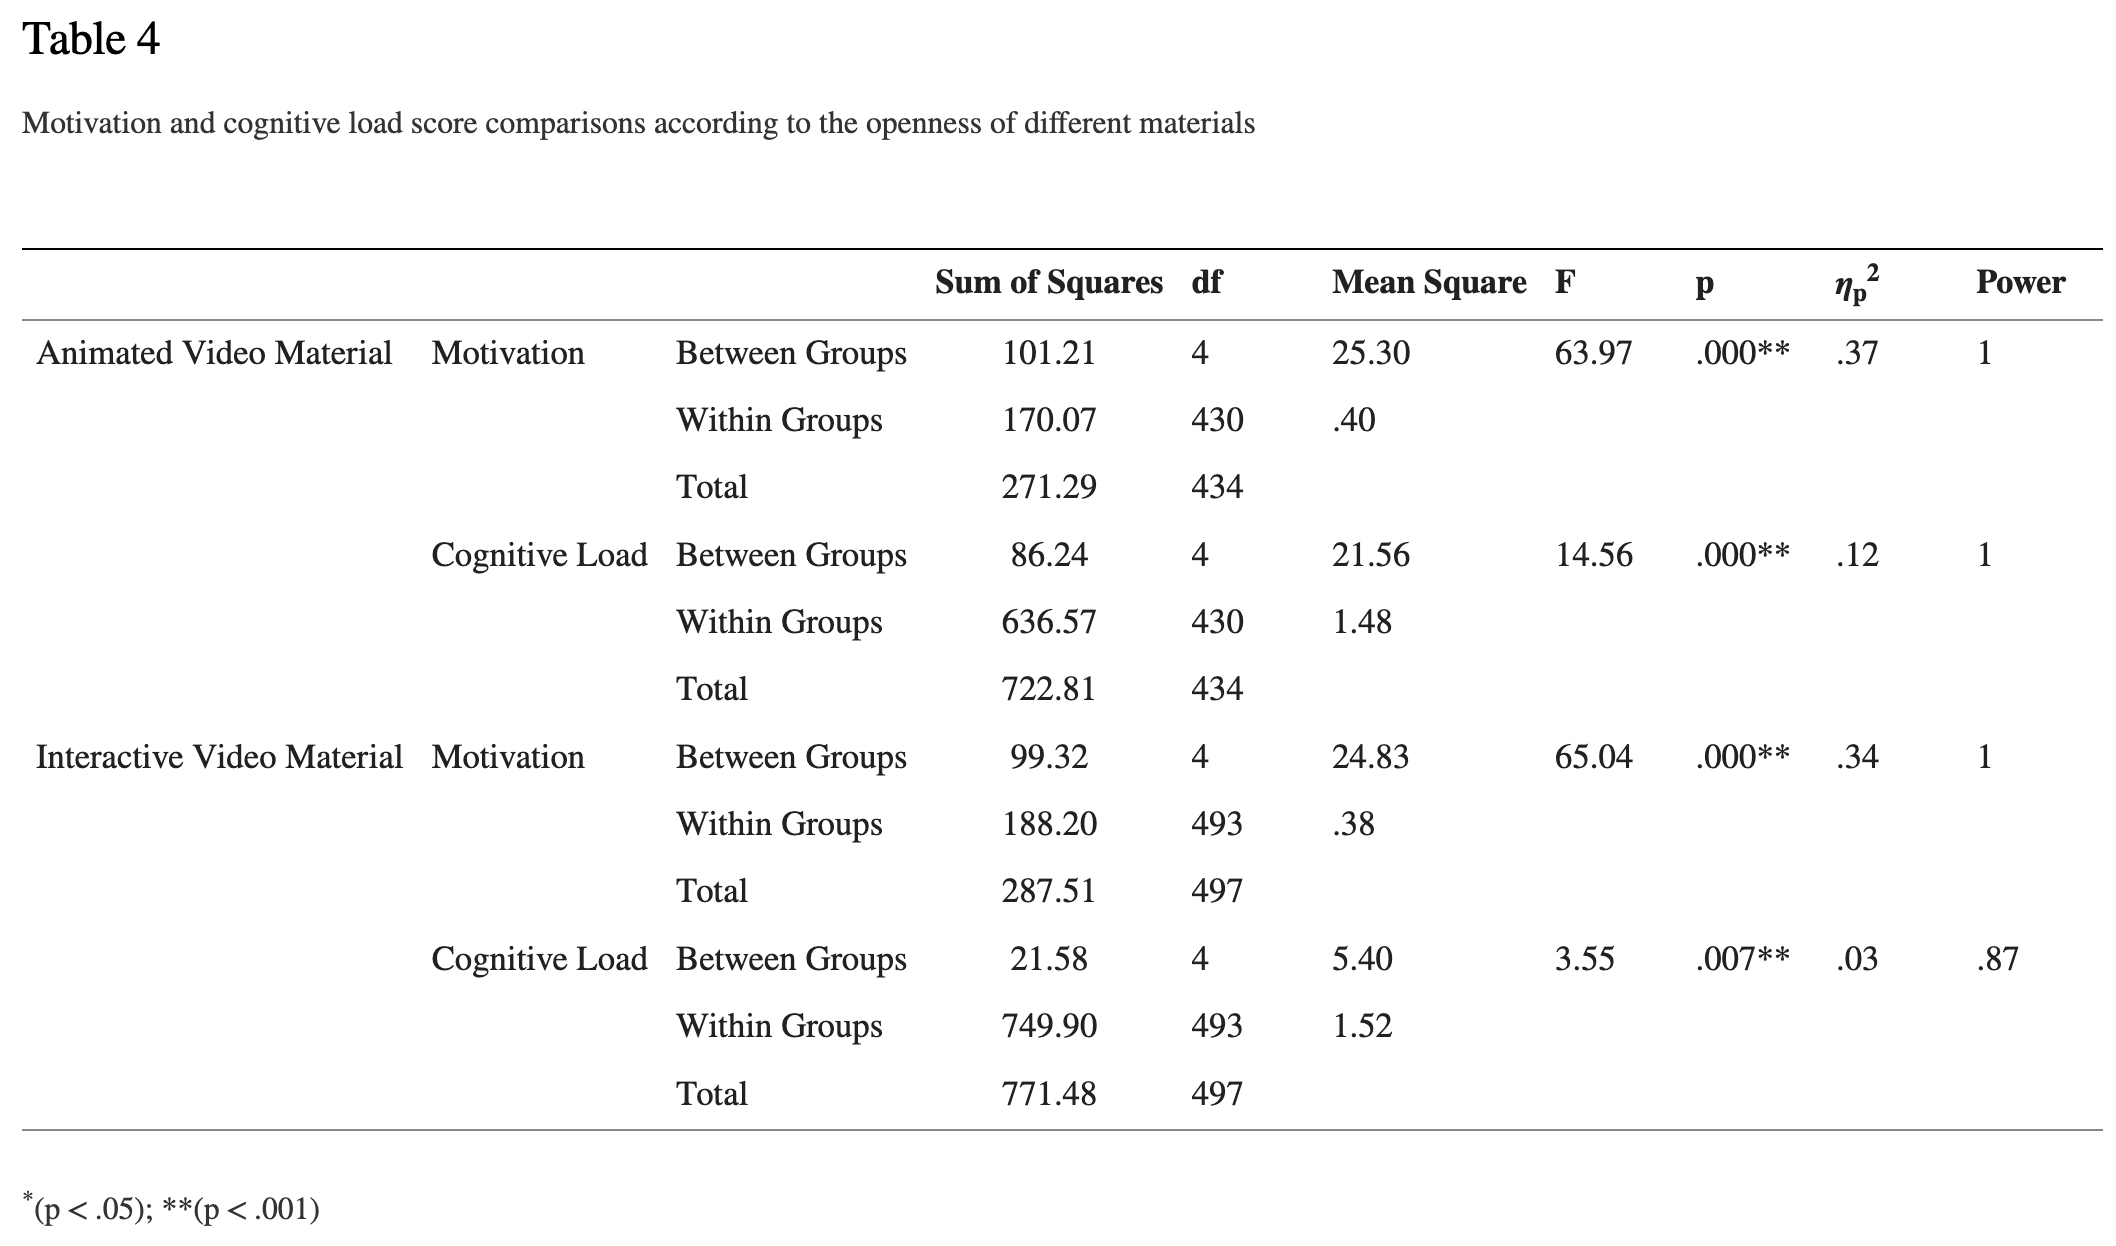 Table 4
Motivation and cognitive load score comparisons according to the openness of different materials
Sum of Squares df Mean Square F p ηp2 Power
Animated Video Material Motivation Between Groups 101.21 4 25.30 63.97 .000** .37 1
Within Groups 170.07 430 .40
Total 271.29 434
Cognitive Load Between Groups 86.24 4 21.56 14.56 .000** .12 1
Within Groups 636.57 430 1.48
Total 722.81 434
Interactive Video Material Motivation Between Groups 99.32 4 24.83 65.04 .000** .34 1
Within Groups 188.20 493 .38
Total 287.51 497
Cognitive Load Between Groups 21.58 4 5.40 3.55 .007** .03 .87
Within Groups 749.90 493 1.52
Total 771.48 497
*(p < .05); **(p < .001)